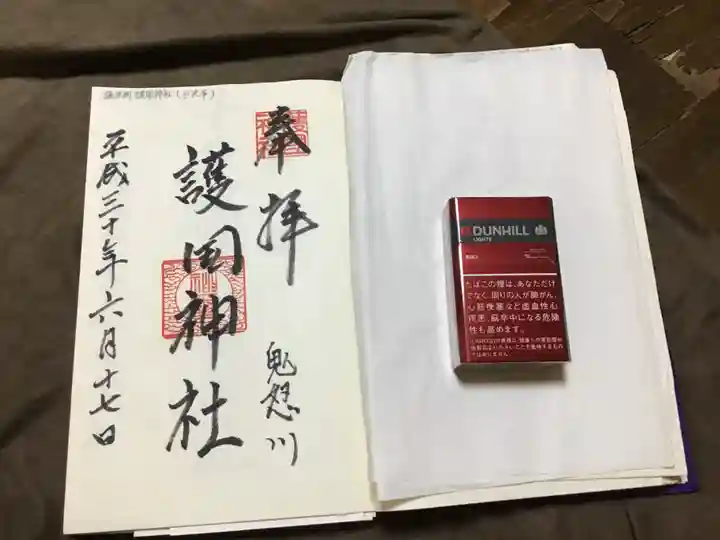 奉拝
鬼怒川
護国神社
平成三十年六月十七日
DUNHILL
LIGHTS
たばこの煙は、あなただけ
でなく、周りの人が肺がん、
心筋梗塞など虚血性心
疾患、脳卒中になる危険
性も高めます。